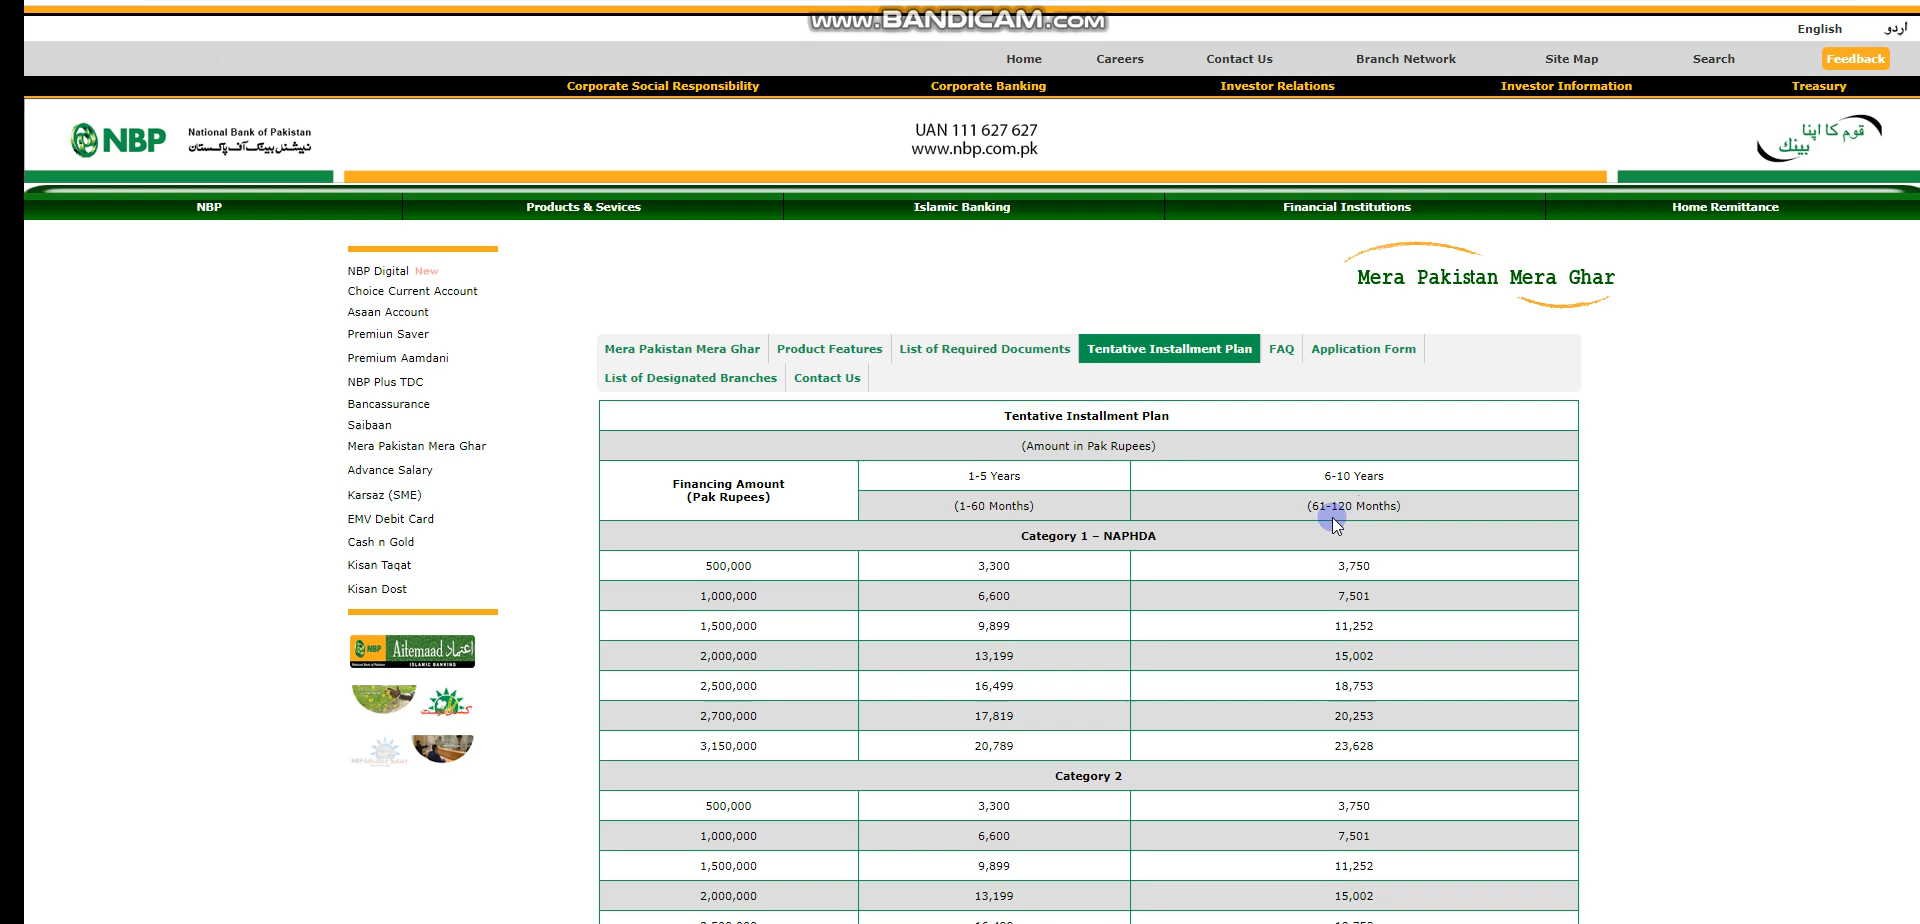 www.BANDICAM.com
English اردو
Home Careers Contact Us Branch Network Site Map Search Feedback
Corporate Social Responsibility Corporate Banking Investor Relations Investor Information Treasury
NBP National Bank of Pakistan
نیشنل بینک آف پاکستان
UAN 111 627 627
www.nbp.com.pk
قوم کا اپنا
بینک
NBP Products & Sevices Islamic Banking Financial Institutions Home Remittance
NBP Digital New
Choice Current Account
Asaan Account
Premiun Saver
Premium Aamdani
NBP Plus TDC
Bancassurance
Saibaan
Mera Pakistan Mera Ghar
Advance Salary
Karsaz (SME)
EMV Debit Card
Cash n Gold
Kisan Taqat
Kisan Dost
NBP Aitemaad اعتماد
ISLAMIC BANKING
NBP Advance Salary
Mera Pakistan Mera Ghar
Mera Pakistan Mera Ghar Product Features List of Required Documents Tentative Installment Plan FAQ Application Form
List of Designated Branches Contact Us
Tentative Installment Plan
(Amount in Pak Rupees)
Financing Amount
(Pak Rupees)
1-5 Years 6-10 Years
(1-60 Months) (61-120 Months)
Category 1 – NAPHDA
500,000 3,300 3,750
1,000,000 6,600 7,501
1,500,000 9,899 11,252
2,000,000 13,199 15,002
2,500,000 16,499 18,753
2,700,000 17,819 20,253
3,150,000 20,789 23,628
Category 2
500,000 3,300 3,750
1,000,000 6,600 7,501
1,500,000 9,899 11,252
2,000,000 13,199 15,002